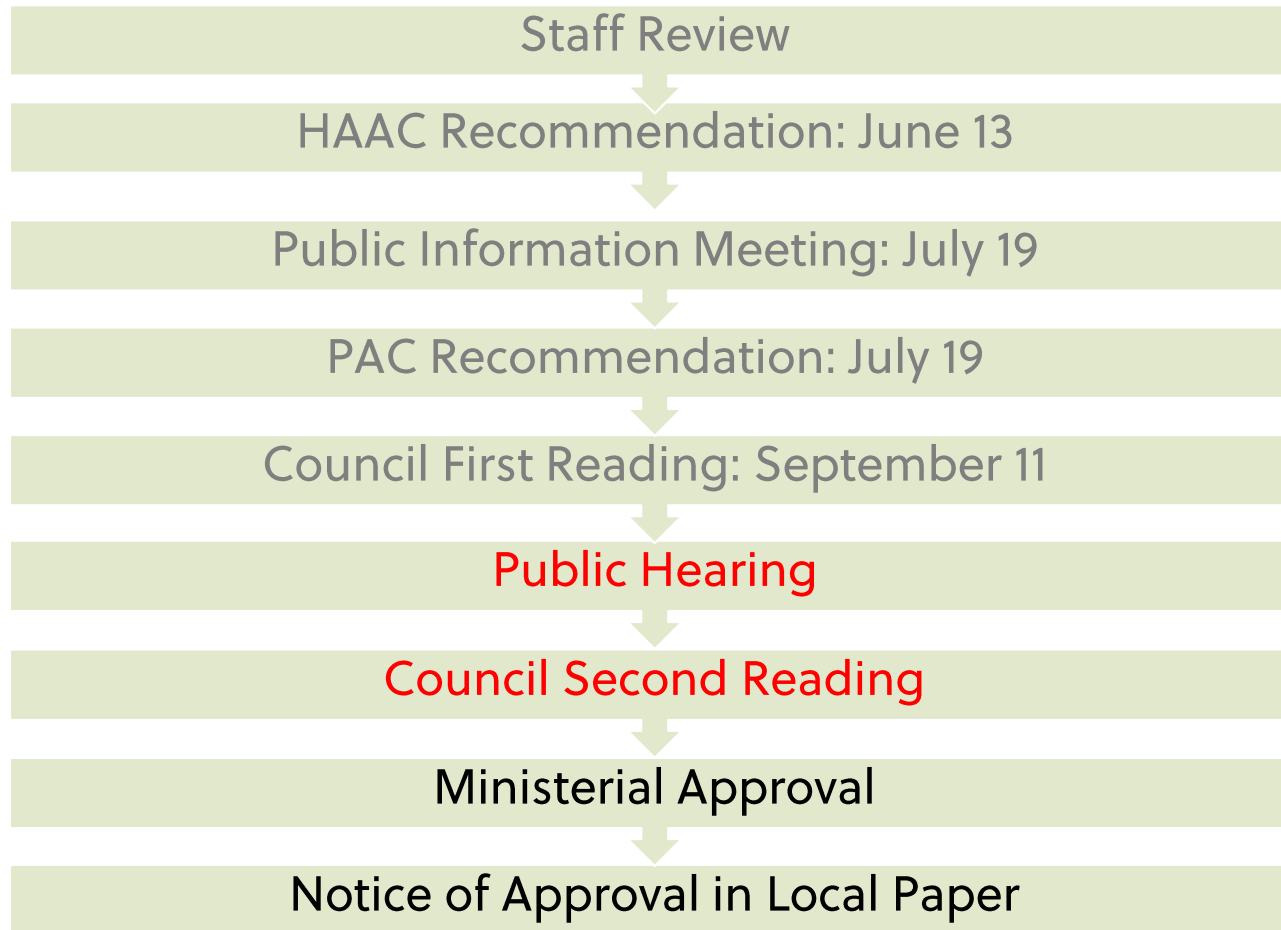 Staff Review
HAAC Recommendation: June 13
Public Information Meeting: July 19
PAC Recommendation: July 19
Council First Reading: September 11
Public Hearing
Council Second Reading
Ministerial Approval
Notice of Approval in Local Paper